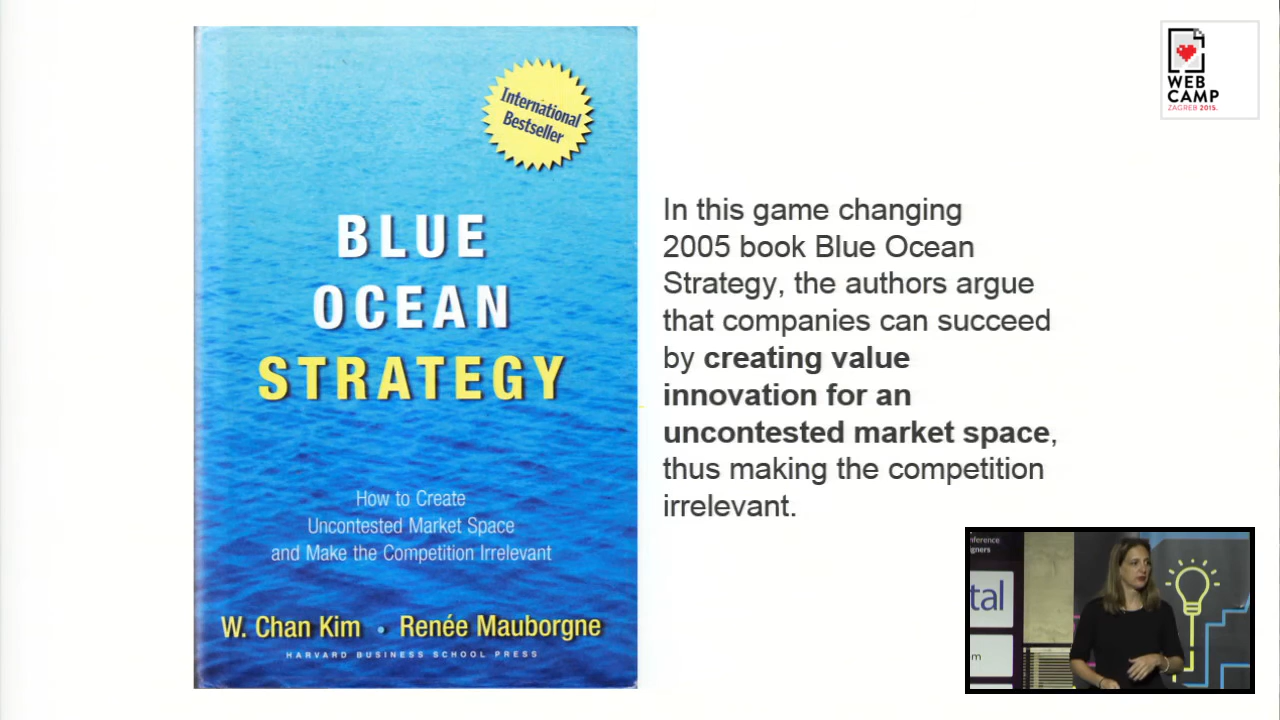 International
Bestseller
BLUE
OCEAN
STRATEGY
How to Create
Uncontested Market Space
and Make the Competition Irrelevant
W. Chan Kim • Renée Mauborgne
HARVARD BUSINESS SCHOOL PRESS
In this game changing
2005 book Blue Ocean
Strategy, the authors argue
that companies can succeed
by creating value
innovation for an
uncontested market space,
thus making the competition
irrelevant.
WEB
CAMP
ZAGREB 2015.
tal